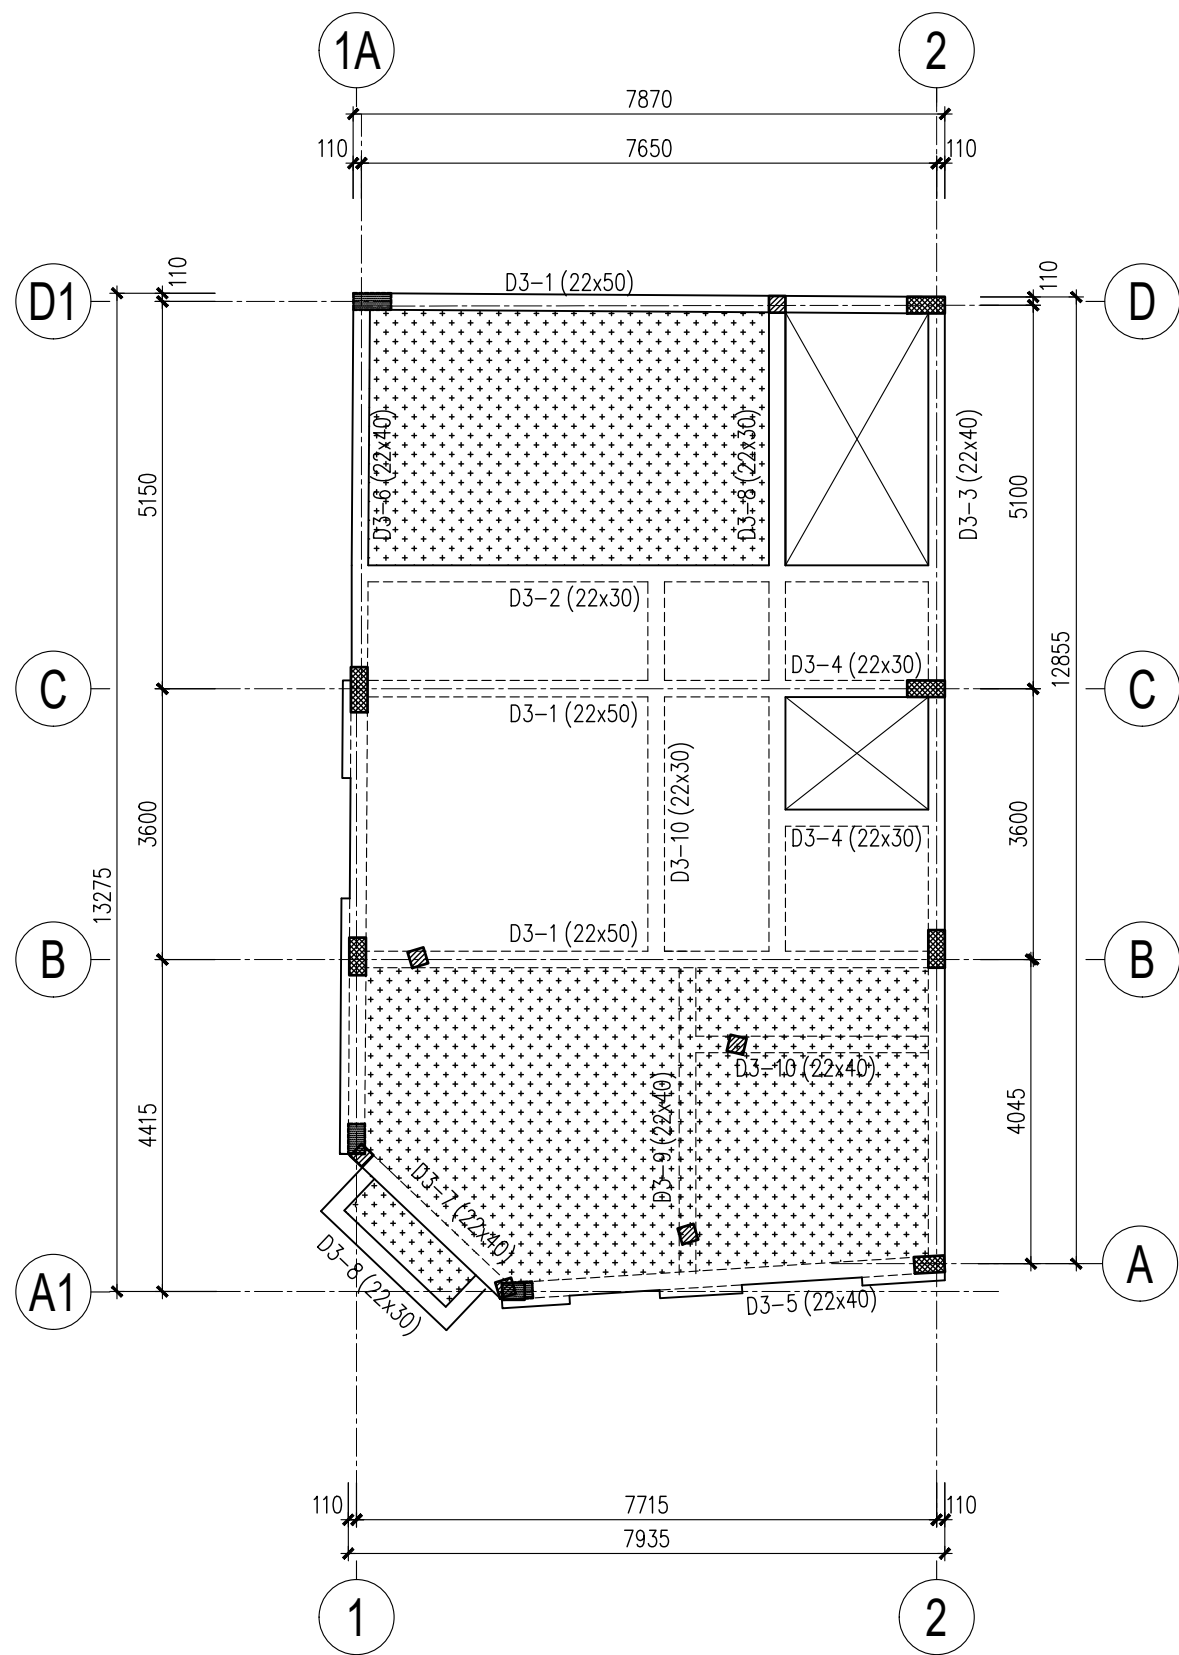 1A
2
7870
110
7650
110
110
D3-1 (22x50)
110
D1
D
D3-6 (22x40)
D3-8 (22x30)
D3-3 (22x40)
5150
5100
D3-2 (22x30)
D3-4 (22x30)
12855
C
C
D3-1 (22x50)
D3-10 (22x30)
3600
3600
D3-4 (22x30)
13275
D3-1 (22x50)
B
B
D3-10 (22x40)
D3-9 (22x40)
4415
4045
D3-7 (22x40)
D3-8 (22x30)
A1
A
D3-5 (22x40)
110
7715
110
7935
1
2